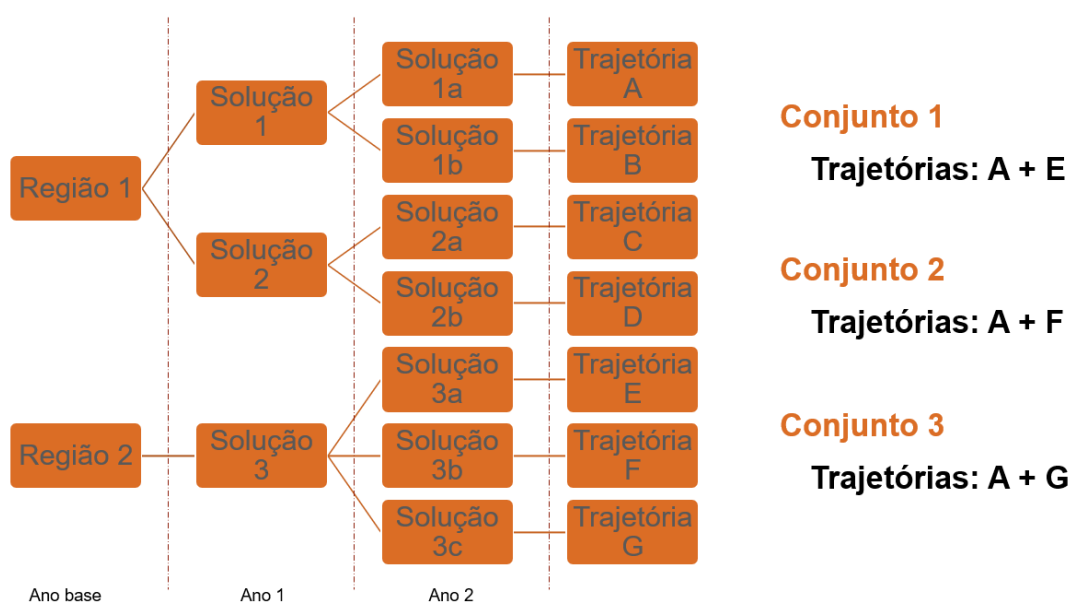 Solução
1a
Trajetória
A
Solução
1
Solução
1b
Trajetória
B
Região 1
Solução
2
Solução
2a
Trajetória
C
Solução
2b
Trajetória
D
Solução
3a
Trajetória
E
Região 2
Solução
3
Solução
3b
Trajetória
F
Solução
3c
Trajetória
G
Conjunto 1
Trajetórias: A + E
Conjunto 2
Trajetórias: A + F
Conjunto 3
Trajetórias: A + G
Ano base
Ano 1
Ano 2